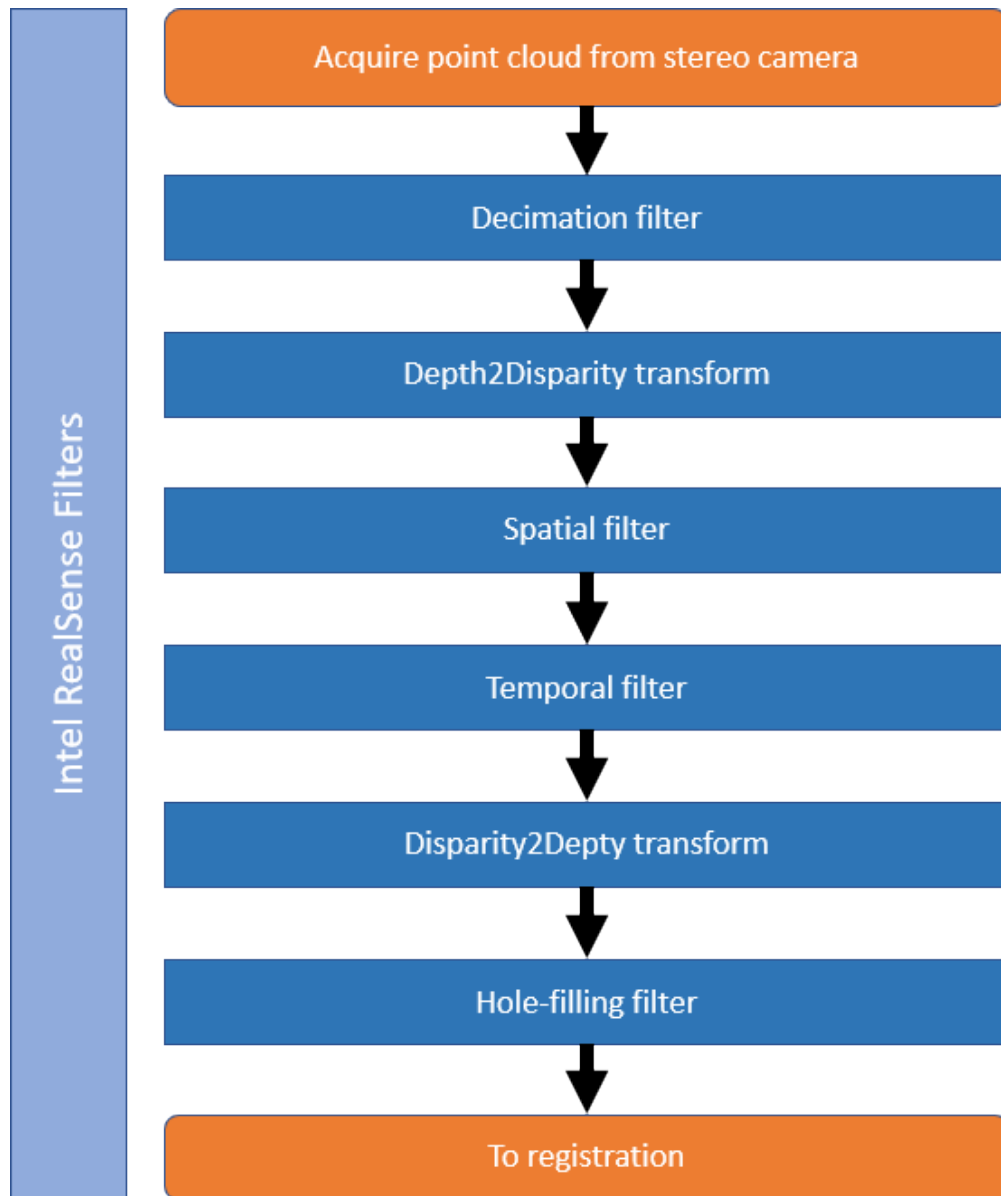 Intel RealSense Filters
Acquire point cloud from stereo camera
Decimation filter
Depth2Disparity transform
Spatial filter
Temporal filter
Disparity2Depty transform
Hole-filling filter
To registration